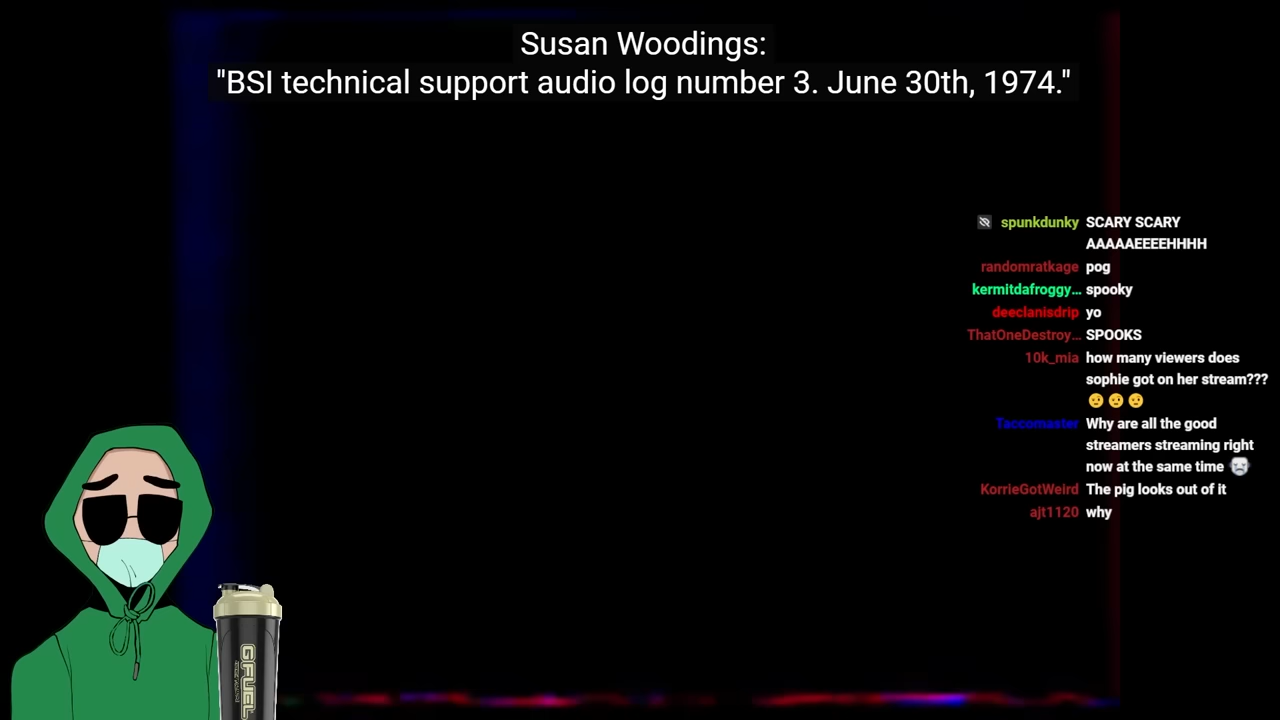 Susan Woodings:
"BSI technical support audio log number 3. June 30th, 1974."
spunkdunky SCARY SCARY
AAAAAEEEEHHHH
randomratkage pog
kermitdafroggy… spooky
deeclanisdrip yo
ThatOneDestroy… SPOOKS
10k_mia how many viewers does
sophie got on her stream???
Taccomaster Why are all the good
streamers streaming right
now at the same time
KorrieGotWeird The pig looks out of it
ajt1120 why
GFUEL